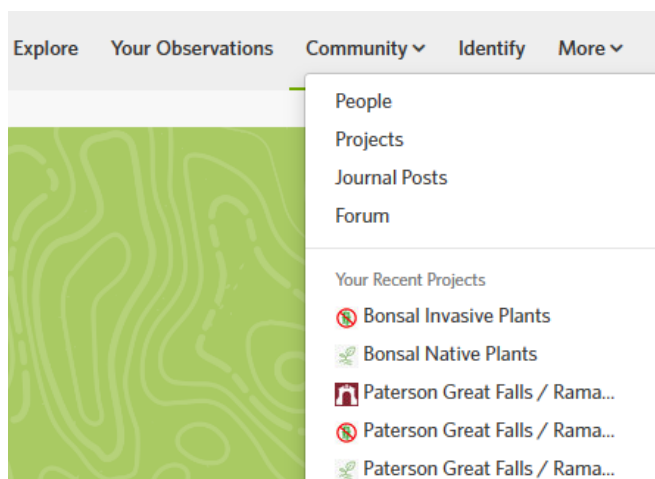 Explore Your Observations Community Identify More
People
Projects
Journal Posts
Forum
Your Recent Projects
Bonsal Invasive Plants
Bonsal Native Plants
Paterson Great Falls / Rama...
Paterson Great Falls / Rama...
Paterson Great Falls / Rama...